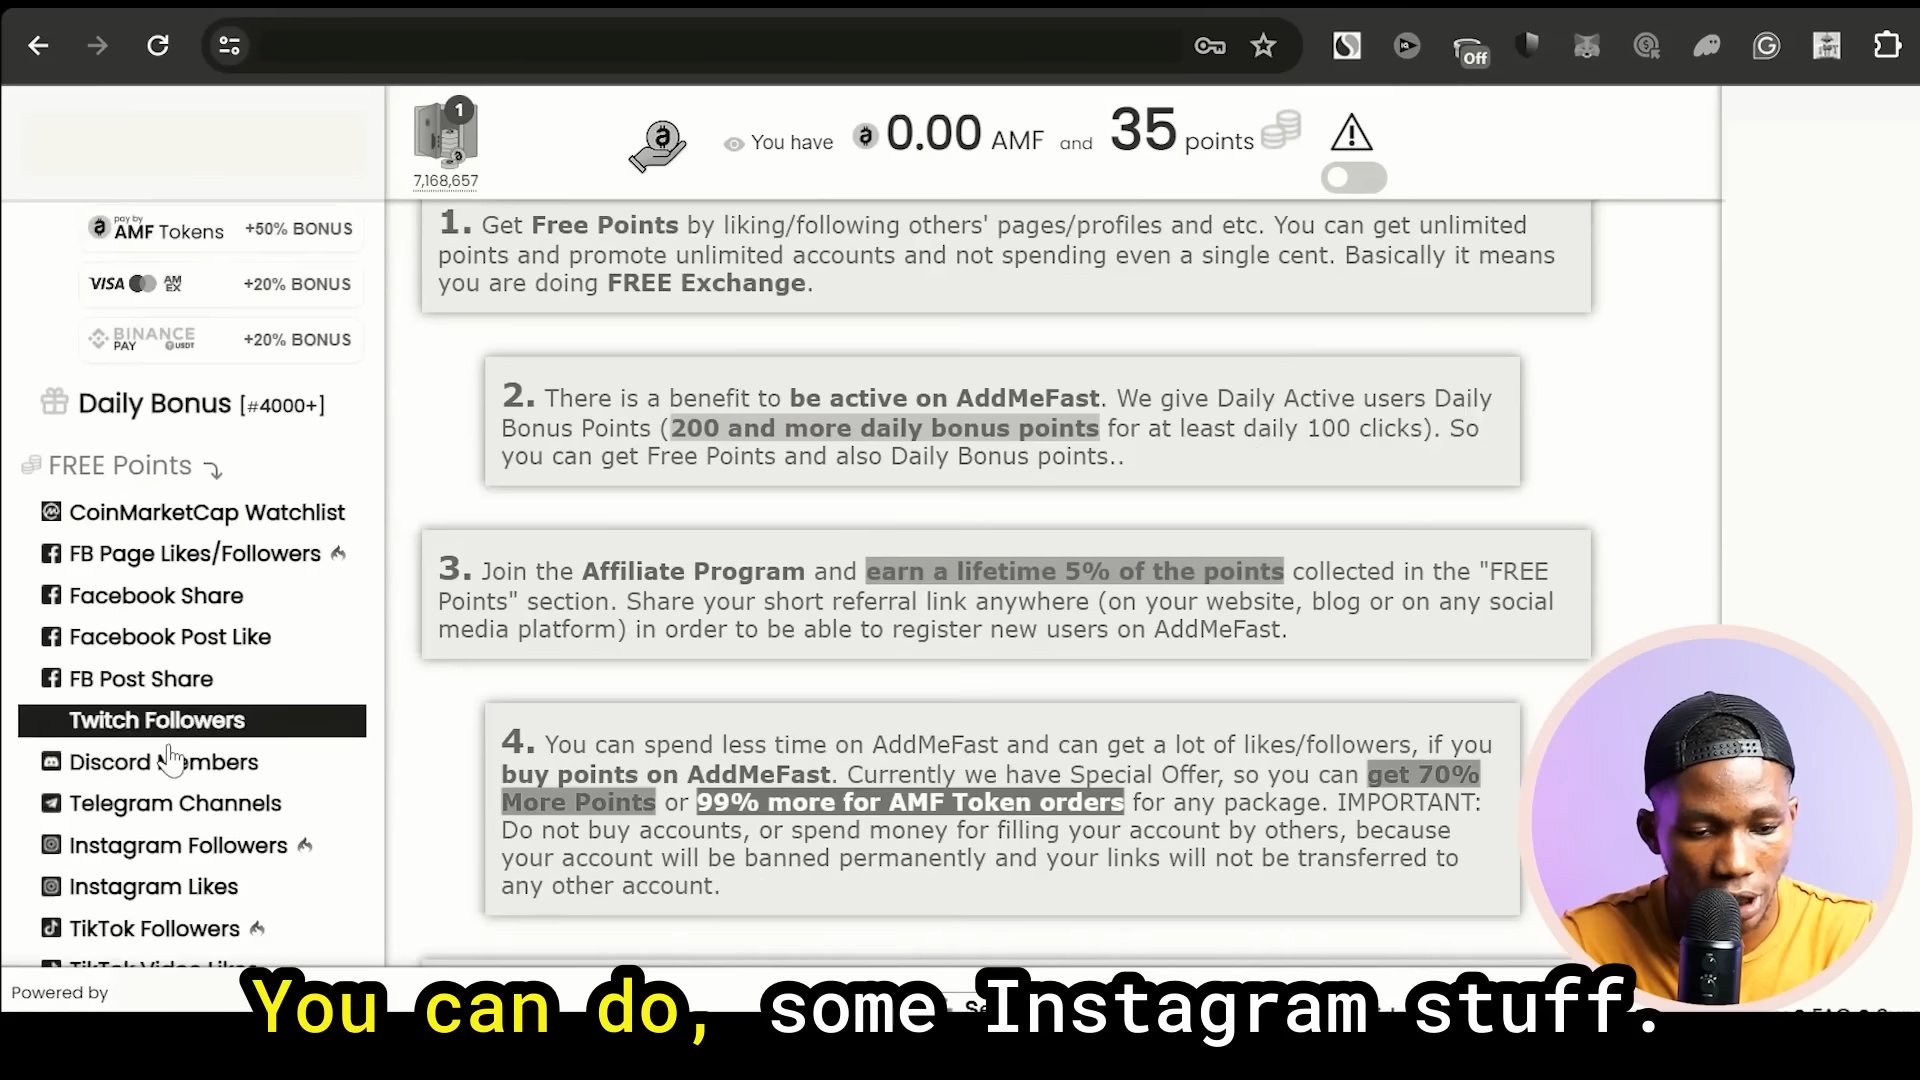 Off
1
7,168,657
You have 0.00 AMF and 35 points
pay by
AMF Tokens +50% BONUS
VISA AM EX +20% BONUS
BINANCE PAY USDT +20% BONUS
Daily Bonus [#4000+]
FREE Points
CoinMarketCap Watchlist
FB Page Likes/Followers
Facebook Share
Facebook Post Like
FB Post Share
Twitch Followers
Discord Members
Telegram Channels
Instagram Followers
Instagram Likes
TikTok Followers
TikTok Video Likes
Powered by
1. Get Free Points by liking/following others' pages/profiles and etc. You can get unlimited
points and promote unlimited accounts and not spending even a single cent. Basically it means
you are doing FREE Exchange.
2. There is a benefit to be active on AddMeFast. We give Daily Active users Daily
Bonus Points (200 and more daily bonus points for at least daily 100 clicks). So
you can get Free Points and also Daily Bonus points..
3. Join the Affiliate Program and earn a lifetime 5% of the points collected in the "FREE
Points" section. Share your short referral link anywhere (on your website, blog or on any social
media platform) in order to be able to register new users on AddMeFast.
4. You can spend less time on AddMeFast and can get a lot of likes/followers, if you
buy points on AddMeFast. Currently we have Special Offer, so you can get 70%
More Points or 99% more for AMF Token orders for any package. IMPORTANT:
Do not buy accounts, or spend money for filling your account by others, because
your account will be banned permanently and your links will not be transferred to
any other account.
You can do, some Instagram stuff.